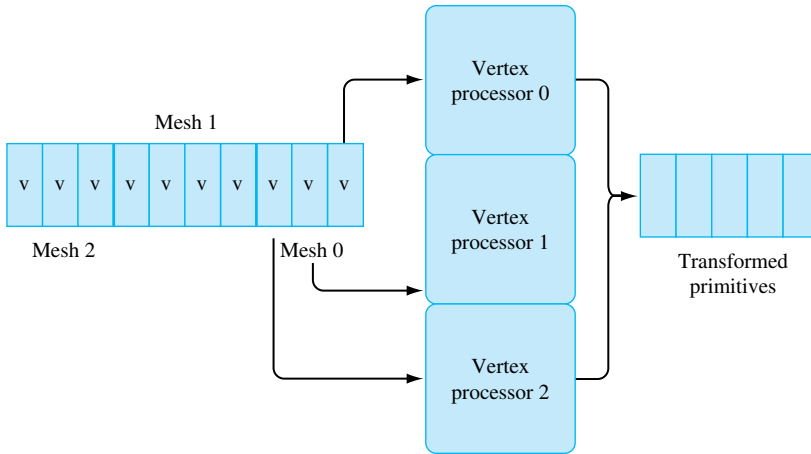 Mesh 1
v v v v v v v v v v
Mesh 2
Mesh 0
Vertex
processor 0
Vertex
processor 1
Vertex
processor 2
Transformed
primitives